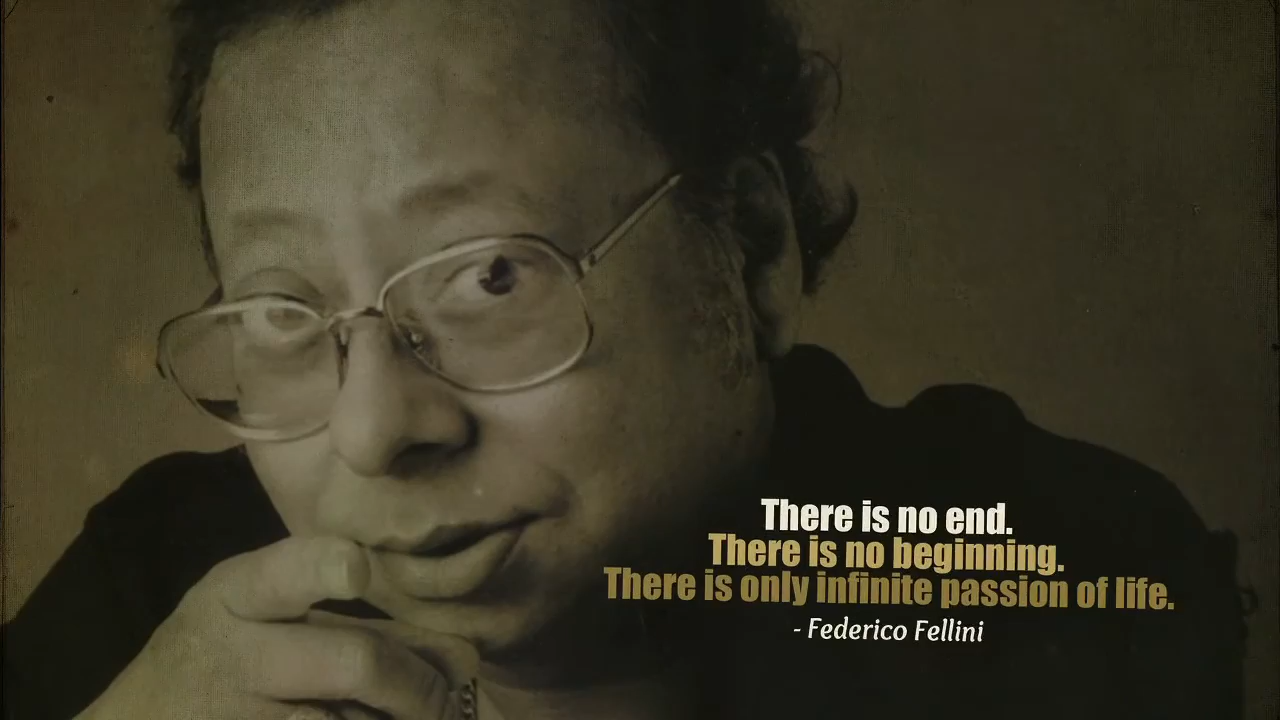 There is no end.
There is no beginning.
There is only infinite passion of life.
- Federico Fellini